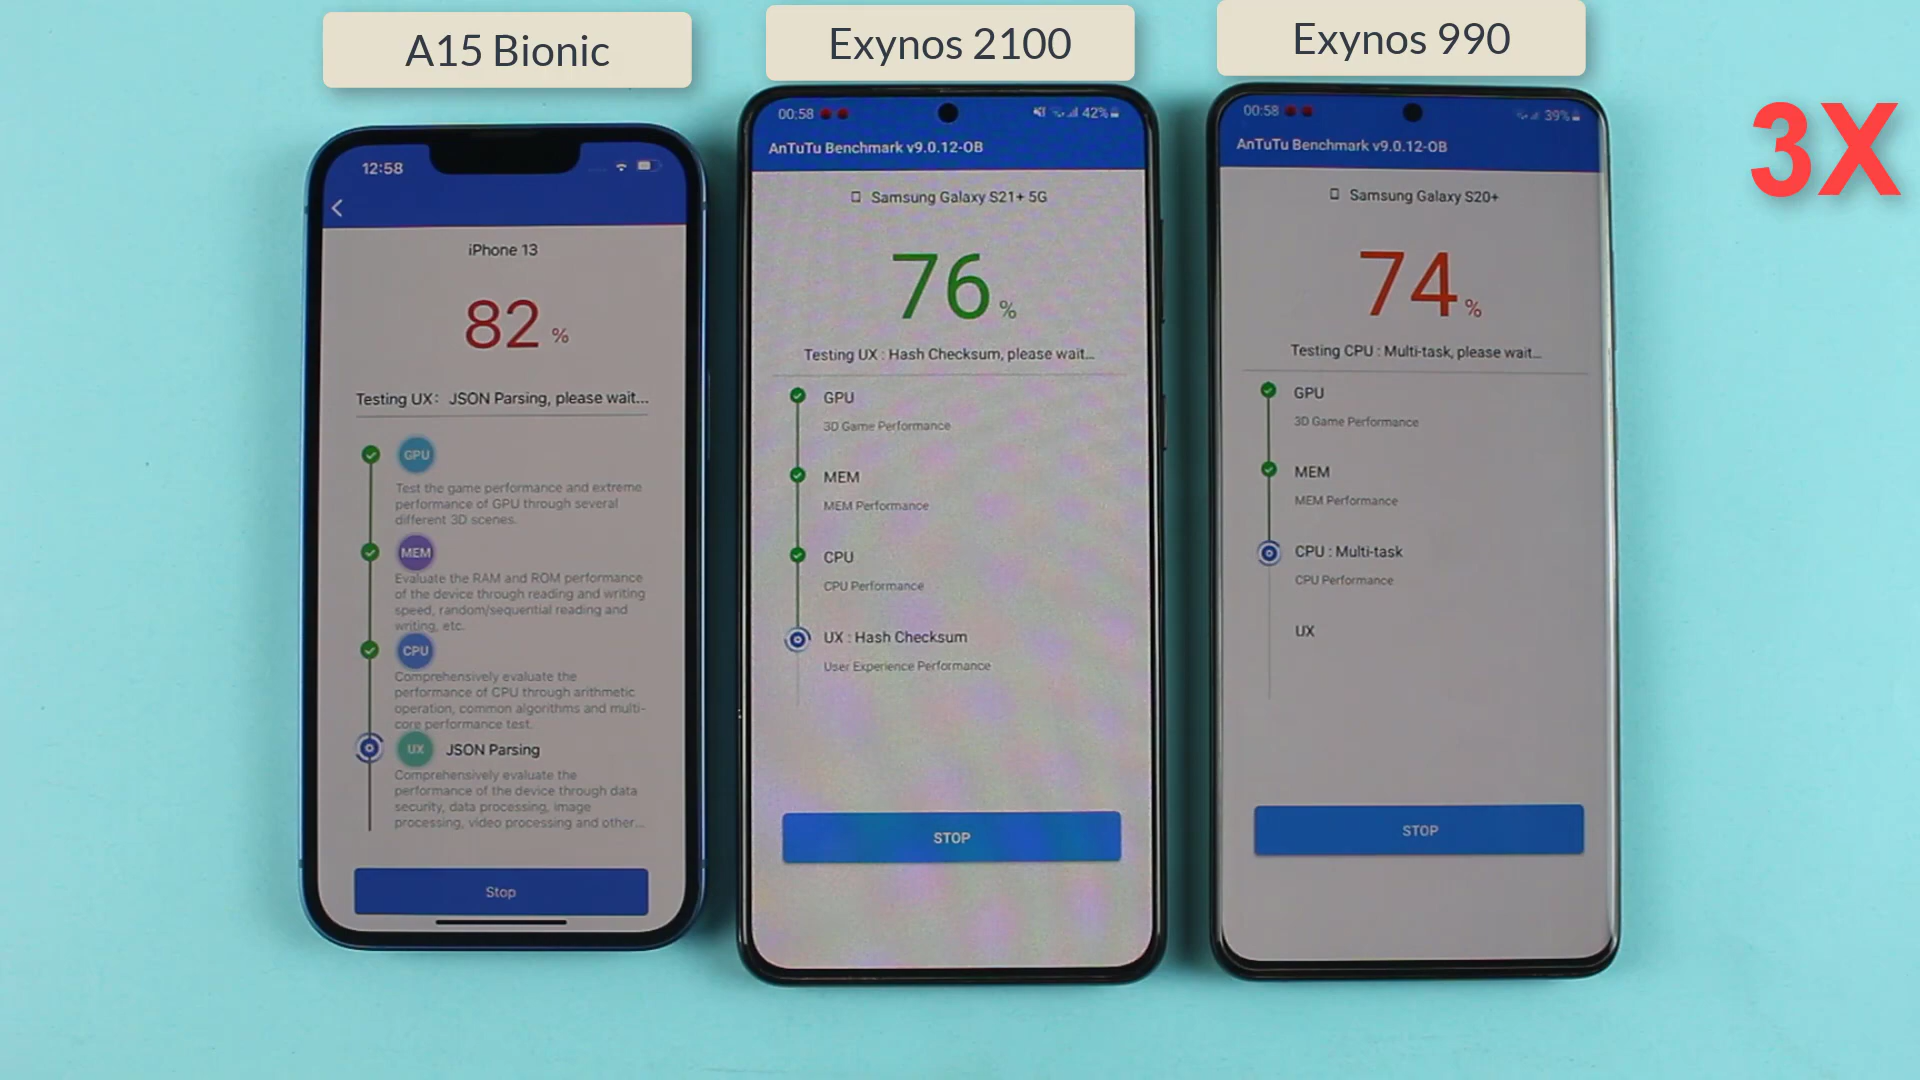 A15 Bionic
Exynos 2100
Exynos 990
3X
12:58
iPhone 13
82 %
Testing UX: JSON Parsing, please wait...
GPU
Test the game performance and extreme
performance of GPU through several
different 3D scenes.
MEM
Evaluate the RAM and ROM performance
of the device through reading and writing
speed, random/sequential reading and
writing, etc.
CPU
Comprehensively evaluate the
performance of CPU through arithmetic
operation, common algorithms and multi-
core performance test.
UX JSON Parsing
Comprehensively evaluate the
performance of the device through data
security, data processing, image
processing, video processing and other...
Stop
00:58 42%
AnTuTu Benchmark v9.0.12-OB
Samsung Galaxy S21+ 5G
76 %
Testing UX : Hash Checksum, please wait...
GPU
3D Game Performance
MEM
MEM Performance
CPU
CPU Performance
UX : Hash Checksum
User Experience Performance
STOP
00:58 39%
AnTuTu Benchmark v9.0.12-OB
Samsung Galaxy S20+
74 %
Testing CPU : Multi-task, please wait...
GPU
3D Game Performance
MEM
MEM Performance
CPU : Multi-task
CPU Performance
UX
STOP